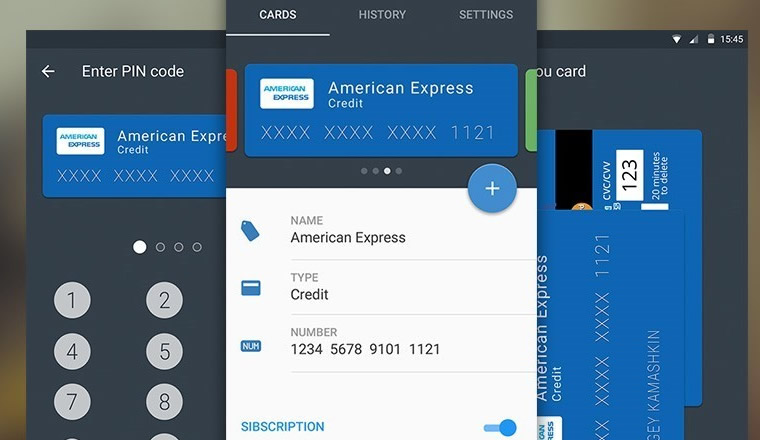 Enter PIN code
AMERICAN
EXPRESS
American Expre
Credit
XXXX XXXX XXXX
1 2
4 5
7 8
CARDS HISTORY SETTINGS
AMERICAN
EXPRESS
American Express
Credit
XXXX XXXX XXXX 1121
+
NAME
American Express
TYPE
Credit
NUM
NUMBER
1234 5678 9101 1121
SIBSCRIPTION
15:45
ou card
CVC/CVV
123
20 minutes
to delete
American Express
Credit
XXXX XXXX 1121
GEY KAMASHKIN
AN
ESS